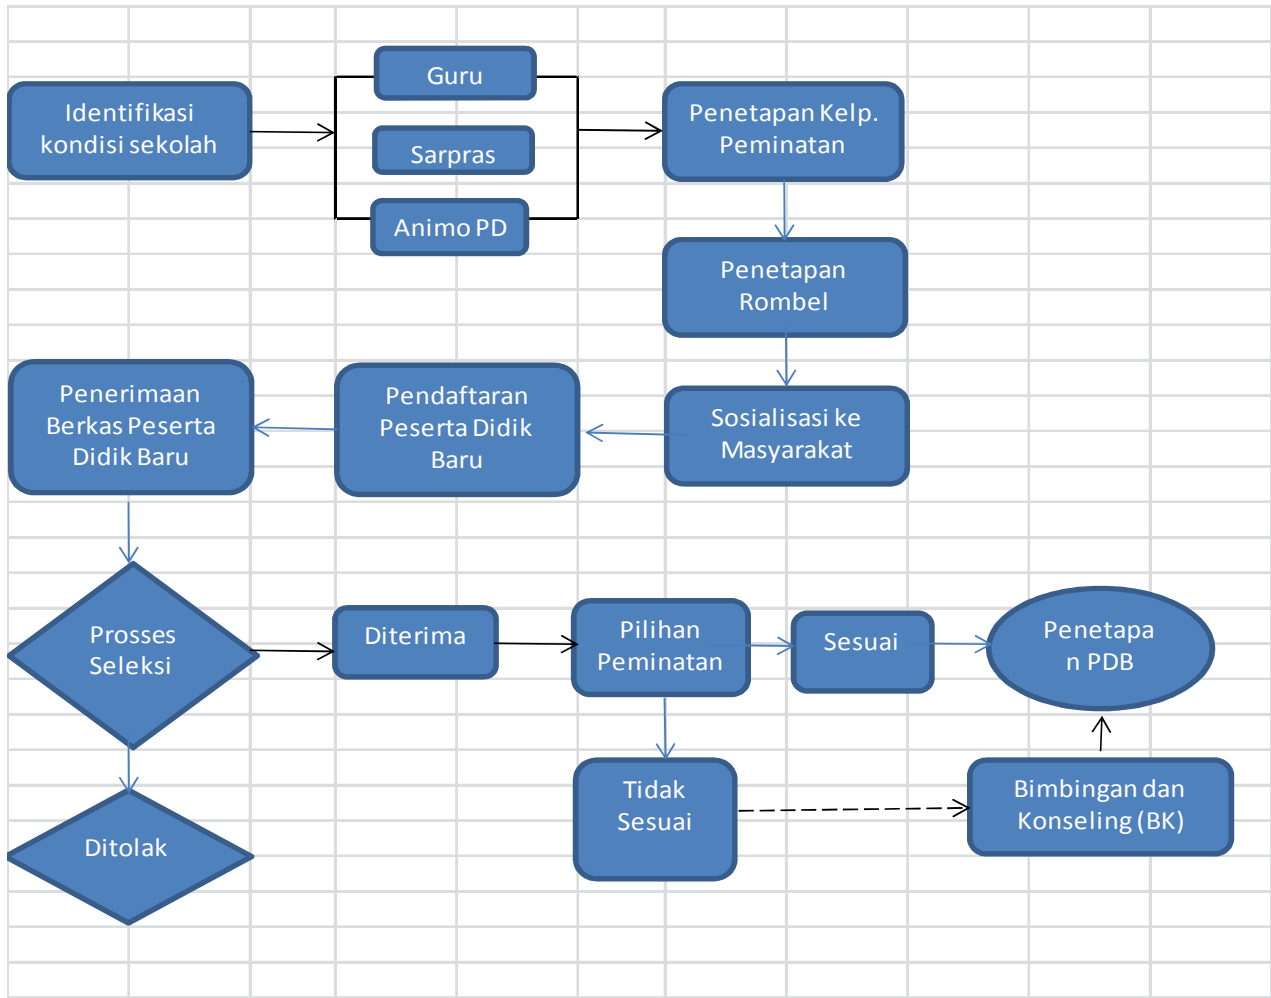 Identifikasi
kondisi sekolah
Guru
Sarpras
Animo PD
Penetapan Kelp.
Peminatan
Penetapan
Rombel
Sosialisasi ke
Masyarakat
Pendaftaran
Peserta Didik
Baru
Penerimaan
Berkas Peserta
Didik Baru
Prosses
Seleksi
Ditolak
Diterima
Pilihan
Peminatan
Sesuai
Penetapa
n PDB
Tidak
Sesuai
Bimbingan dan
Konseling (BK)